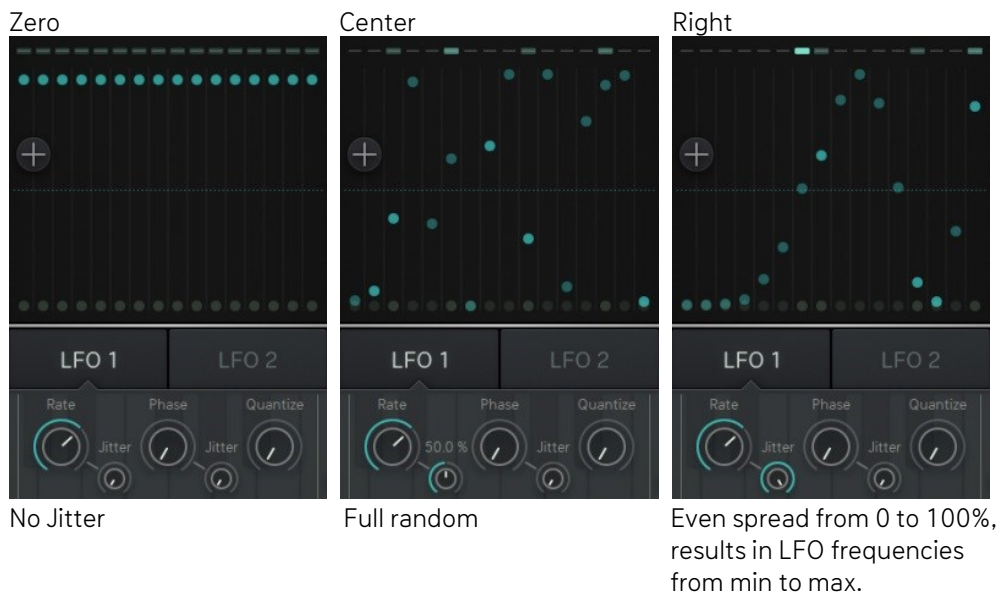 Zero
Center
Right
LFO 1
LFO 2
Rate
Phase
Quantize
Jitter
Jitter
LFO 1
LFO 2
Rate
Phase
Quantize
50.0 %
Jitter
LFO 1
LFO 2
Rate
Phase
Quantize
Jitter
Jitter
No Jitter
Full random
Even spread from 0 to 100%,
results in LFO frequencies
from min to max.